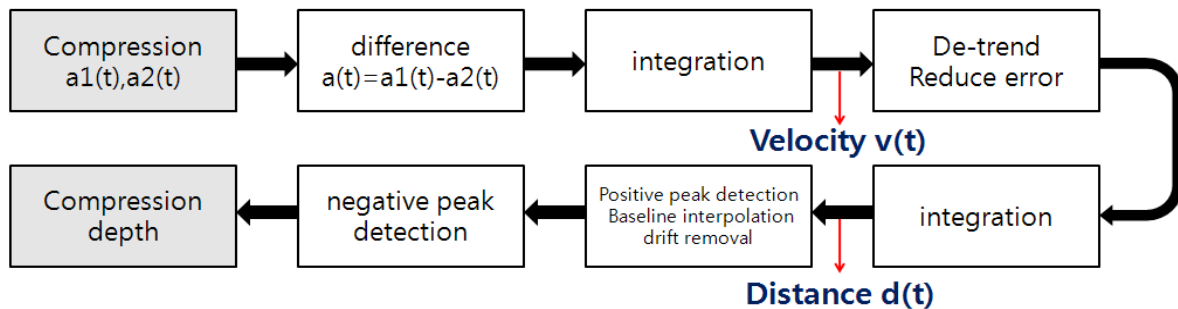 Compression
a1(t),a2(t)
difference
a(t)=a1(t)-a2(t)
integration
De-trend
Reduce error
Velocity v(t)
Compression
depth
negative peak
detection
Positive peak detection
Baseline interpolation
drift removal
integration
Distance d(t)